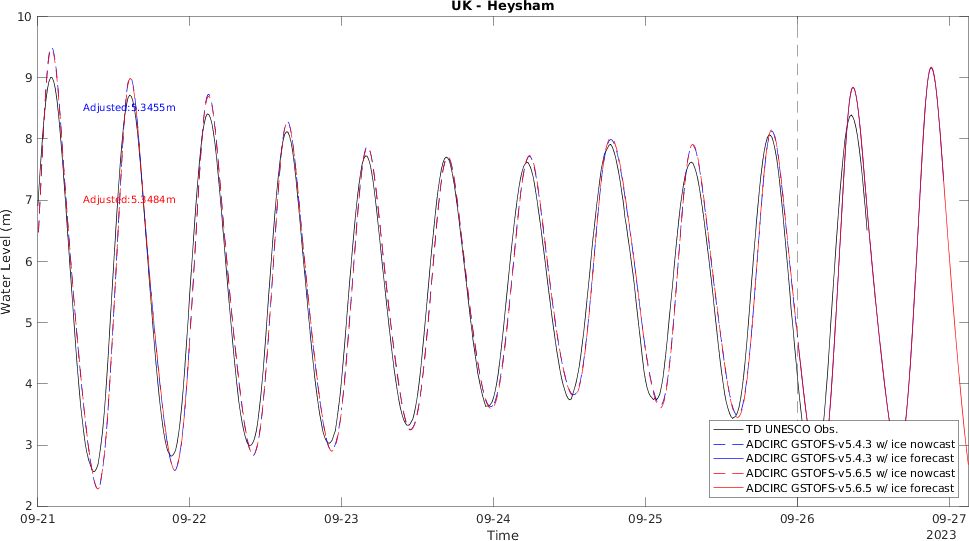 UK - Heysham
10
9
8
7
6
5
4
3
2
Water Level (m)
Adjusted:5.3455m
Adjusted:5.3484m
TD UNESCO Obs.
ADCIRC GSTOFS-v5.4.3 w/ ice nowcast
ADCIRC GSTOFS-v5.4.3 w/ ice forecast
ADCIRC GSTOFS-v5.6.5 w/ ice nowcast
ADCIRC GSTOFS-v5.6.5 w/ ice forecast
09-21 09-22 09-23 09-24 09-25 09-26 09-27
Time
2023